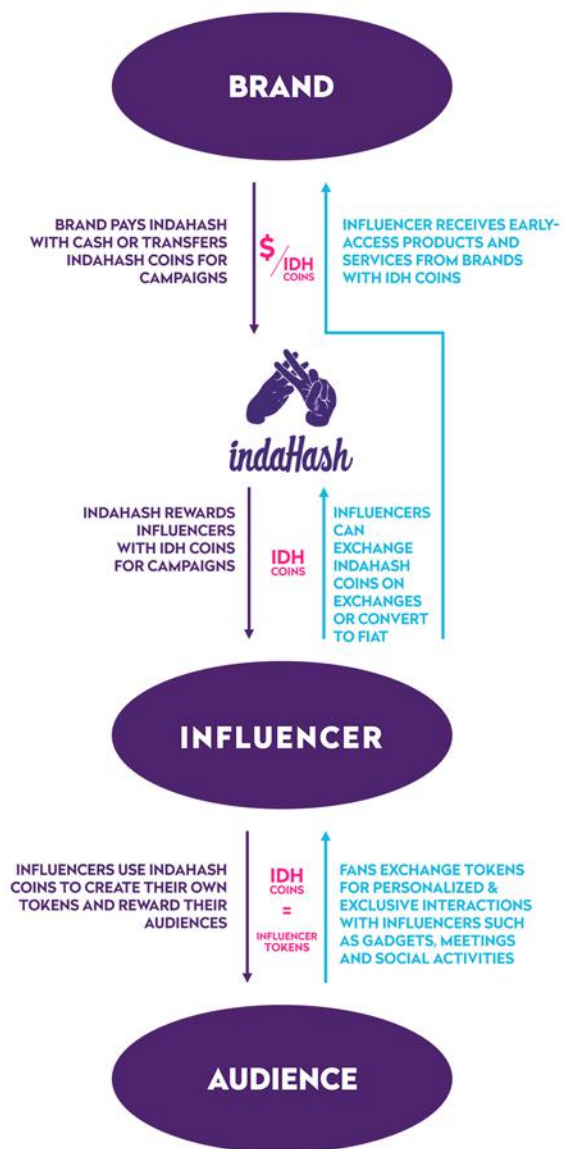 BRAND
BRAND PAYS INDAHASH
WITH CASH OR TRANSFERS
INDAHASH COINS FOR
CAMPAIGNS
$/IDH
COINS
INFLUENCER RECEIVES EARLY-
ACCESS PRODUCTS AND
SERVICES FROM BRANDS
WITH IDH COINS
indaHash
INDAHASH REWARDS
INFLUENCERS
WITH IDH COINS
FOR CAMPAIGNS
IDH
COINS
INFLUENCERS
CAN
EXCHANGE
INDAHASH
COINS ON
EXCHANGES
OR CONVERT
TO FIAT
INFLUENCER
INFLUENCERS USE INDAHASH
COINS TO CREATE THEIR OWN
TOKENS AND REWARD THEIR
AUDIENCES
IDH
COINS
=
INFLUENCER
TOKENS
FANS EXCHANGE TOKENS
FOR PERSONALIZED &
EXCLUSIVE INTERACTIONS
WITH INFLUENCERS SUCH
AS GADGETS, MEETINGS
AND SOCIAL ACTIVITIES
AUDIENCE